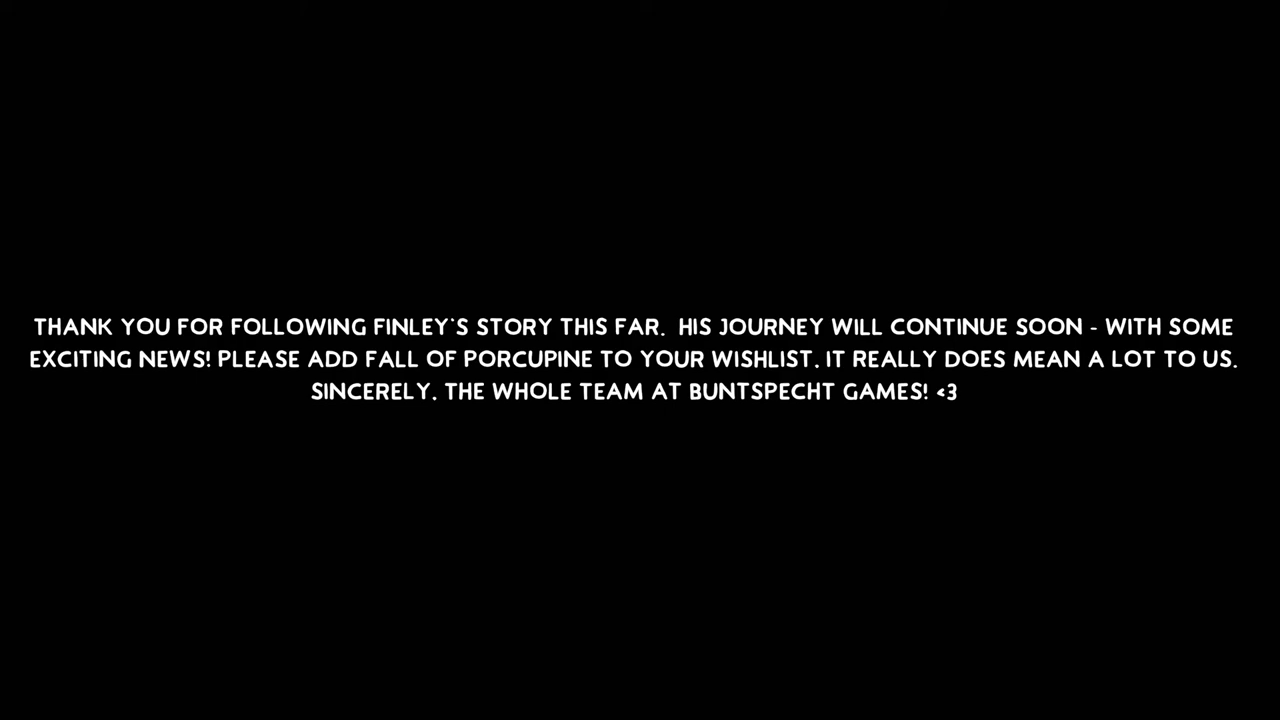 THANK YOU FOR FOLLOWING FINLEY'S STORY THIS FAR.  HIS JOURNEY WILL CONTINUE SOON - WITH SOME
EXCITING NEWS! PLEASE ADD FALL OF PORCUPINE TO YOUR WISHLIST, IT REALLY DOES MEAN A LOT TO US.
SINCERELY, THE WHOLE TEAM AT BUNTSPECHT GAMES! <3